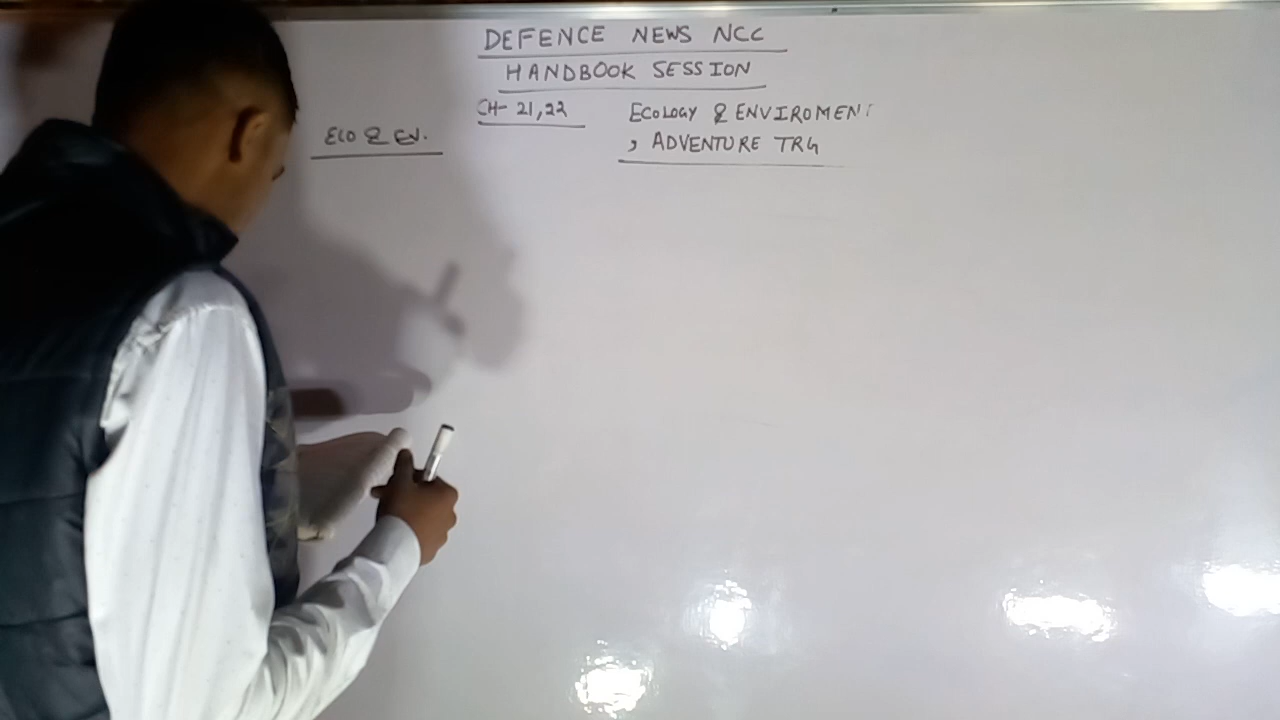 DEFENCE NEWS NCC
HANDBOOK SESSION
CH- 21,22 ECOLOGY & ENVIROMENT
, ADVENTURE TRG
ECO & EV.